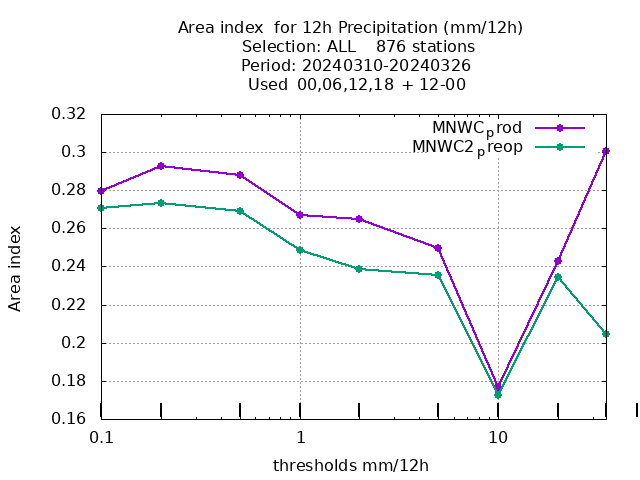 Area index  for 12h Precipitation (mm/12h)
Selection: ALL    876 stations
Period: 20240310-20240326
Used  00,06,12,18 + 12-00
MNWCprod
MNWC2preop
0.32
0.3
0.28
0.26
0.24
0.22
0.2
0.18
0.16
Area index
0.1
1
10
thresholds mm/12h